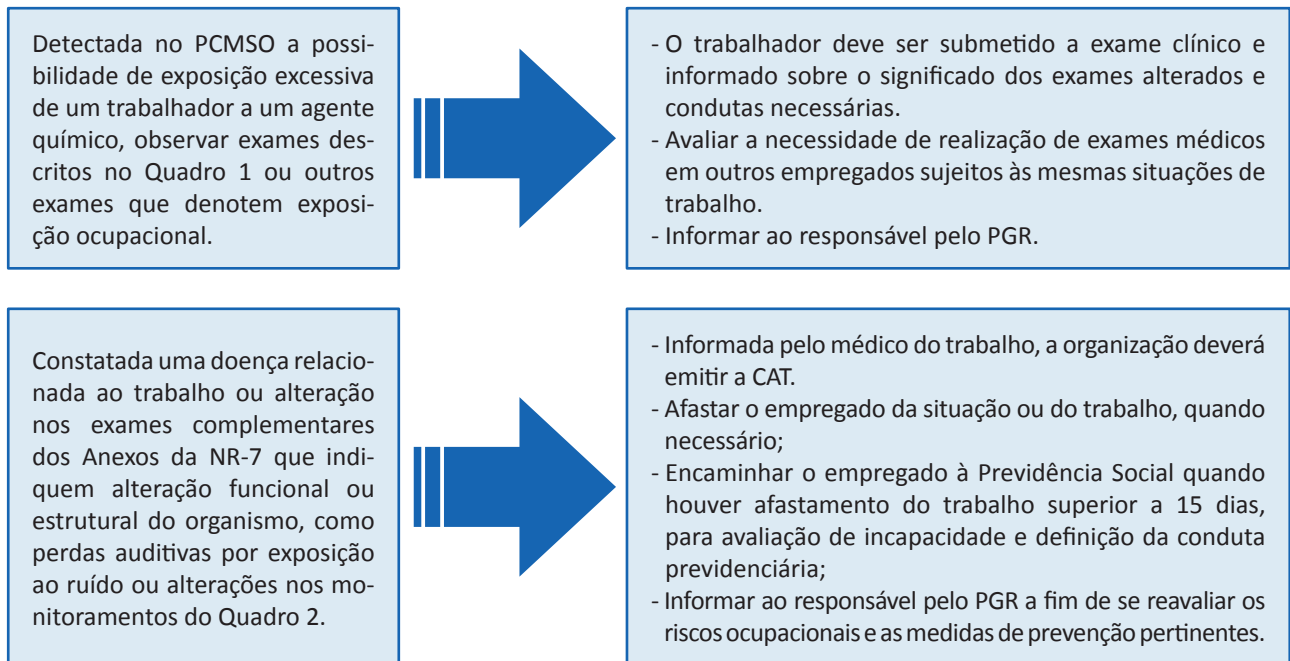 Detectada no PCMSO a possi-
bilidade de exposição excessiva
de um trabalhador a um agente
químico, observar exames des-
critos no Quadro 1 ou outros
exames que denotem exposi-
ção ocupacional.
- O trabalhador deve ser submetido a exame clínico e
informado sobre o significado dos exames alterados e
condutas necessárias.
- Avaliar a necessidade de realização de exames médicos
em outros empregados sujeitos às mesmas situações de
trabalho.
- Informar ao responsável pelo PGR.
Constatada uma doença relacio-
nada ao trabalho ou alteração
nos exames complementares
dos Anexos da NR-7 que indi-
quem alteração funcional ou
estrutural do organismo, como
perdas auditivas por exposição
ao ruído ou alterações nos mo-
nitoramentos do Quadro 2.
- Informada pelo médico do trabalho, a organização deverá
emitir a CAT.
- Afastar o empregado da situação ou do trabalho, quando
necessário;
- Encaminhar o empregado à Previdência Social quando
houver afastamento do trabalho superior a 15 dias,
para avaliação de incapacidade e definição da conduta
previdenciária;
- Informar ao responsável pelo PGR a fim de se reavaliar os
riscos ocupacionais e as medidas de prevenção pertinentes.